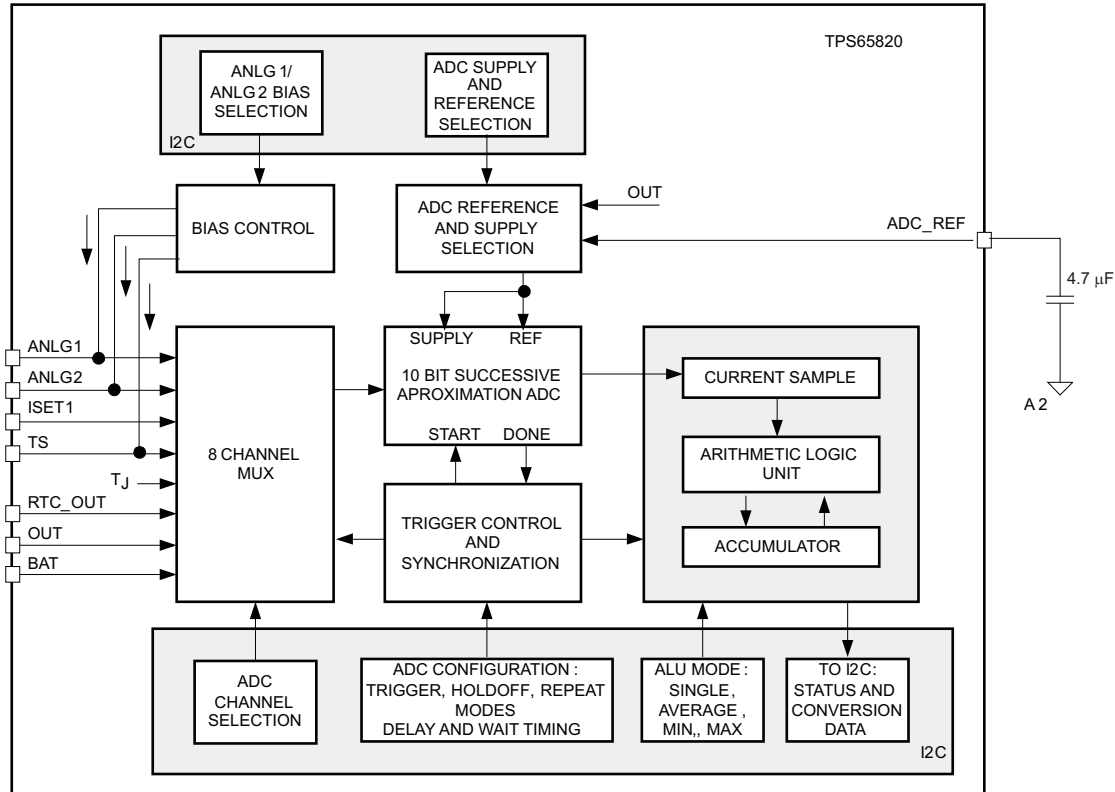 TPS65820
ANLG 1/
ANLG 2 BIAS
SELECTION
ADC SUPPLY
AND
REFERENCE
SELECTION
I2C
BIAS CONTROL
ADC REFERENCE
AND SUPPLY
SELECTION
OUT
ADC_REF
4.7 μF
A 2
ANLG1
ANLG2
ISET1
TS
TJ
RTC_OUT
OUT
BAT
8 CHANNEL
MUX
SUPPLY REF
10 BIT SUCCESSIVE
APROXIMATION ADC
START DONE
TRIGGER CONTROL
AND
SYNCHRONIZATION
CURRENT SAMPLE
ARITHMETIC LOGIC
UNIT
ACCUMULATOR
ADC
CHANNEL
SELECTION
ADC CONFIGURATION :
TRIGGER, HOLDOFF, REPEAT
MODES
DELAY AND WAIT TIMING
ALU MODE :
SINGLE ,
AVERAGE ,
MIN,, MAX
TO I2C:
STATUS AND
CONVERSION
DATA
I2C